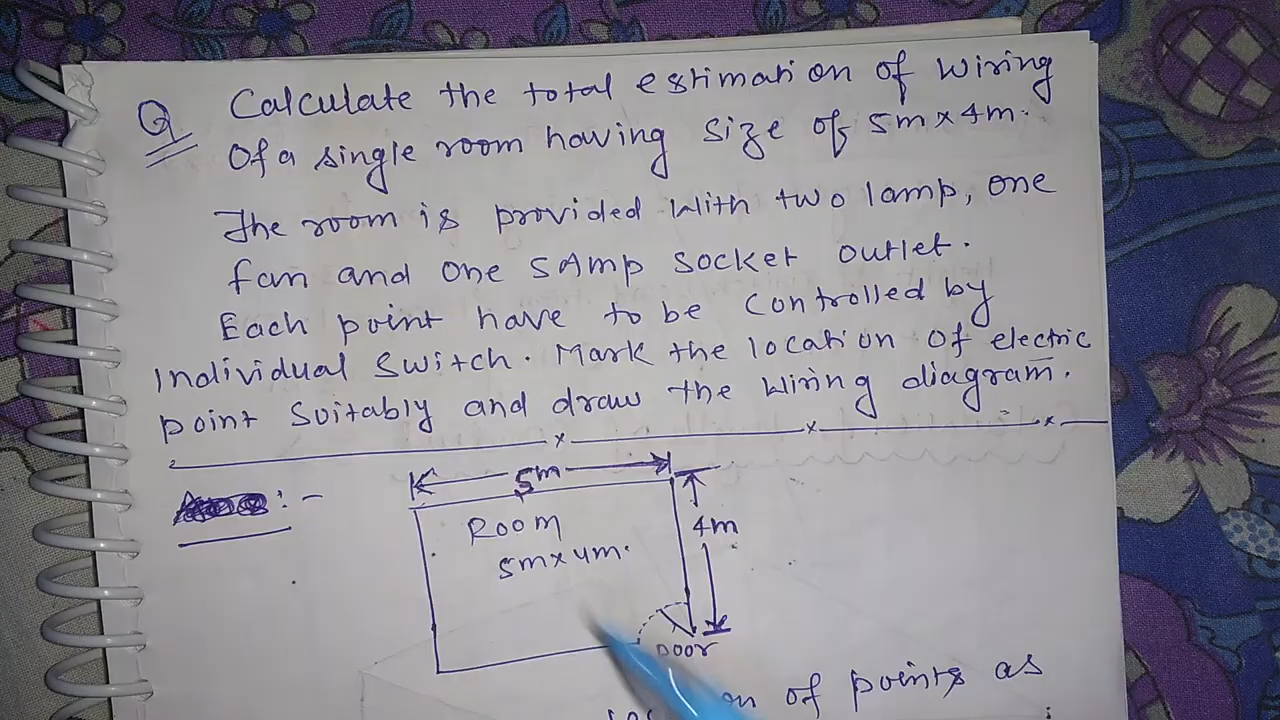 Q Calculate the total estimation of wiring
Of a single room having size of 5m x 4m.
The room is provided with two lamp, one
fan and one 5Amp socket outlet.
Each point have to be controlled by
individual switch. Mark the location of electric
point suitably and draw the wiring diagram.
:-
5m
Room
5m x 4m.
4m
Door
of points as